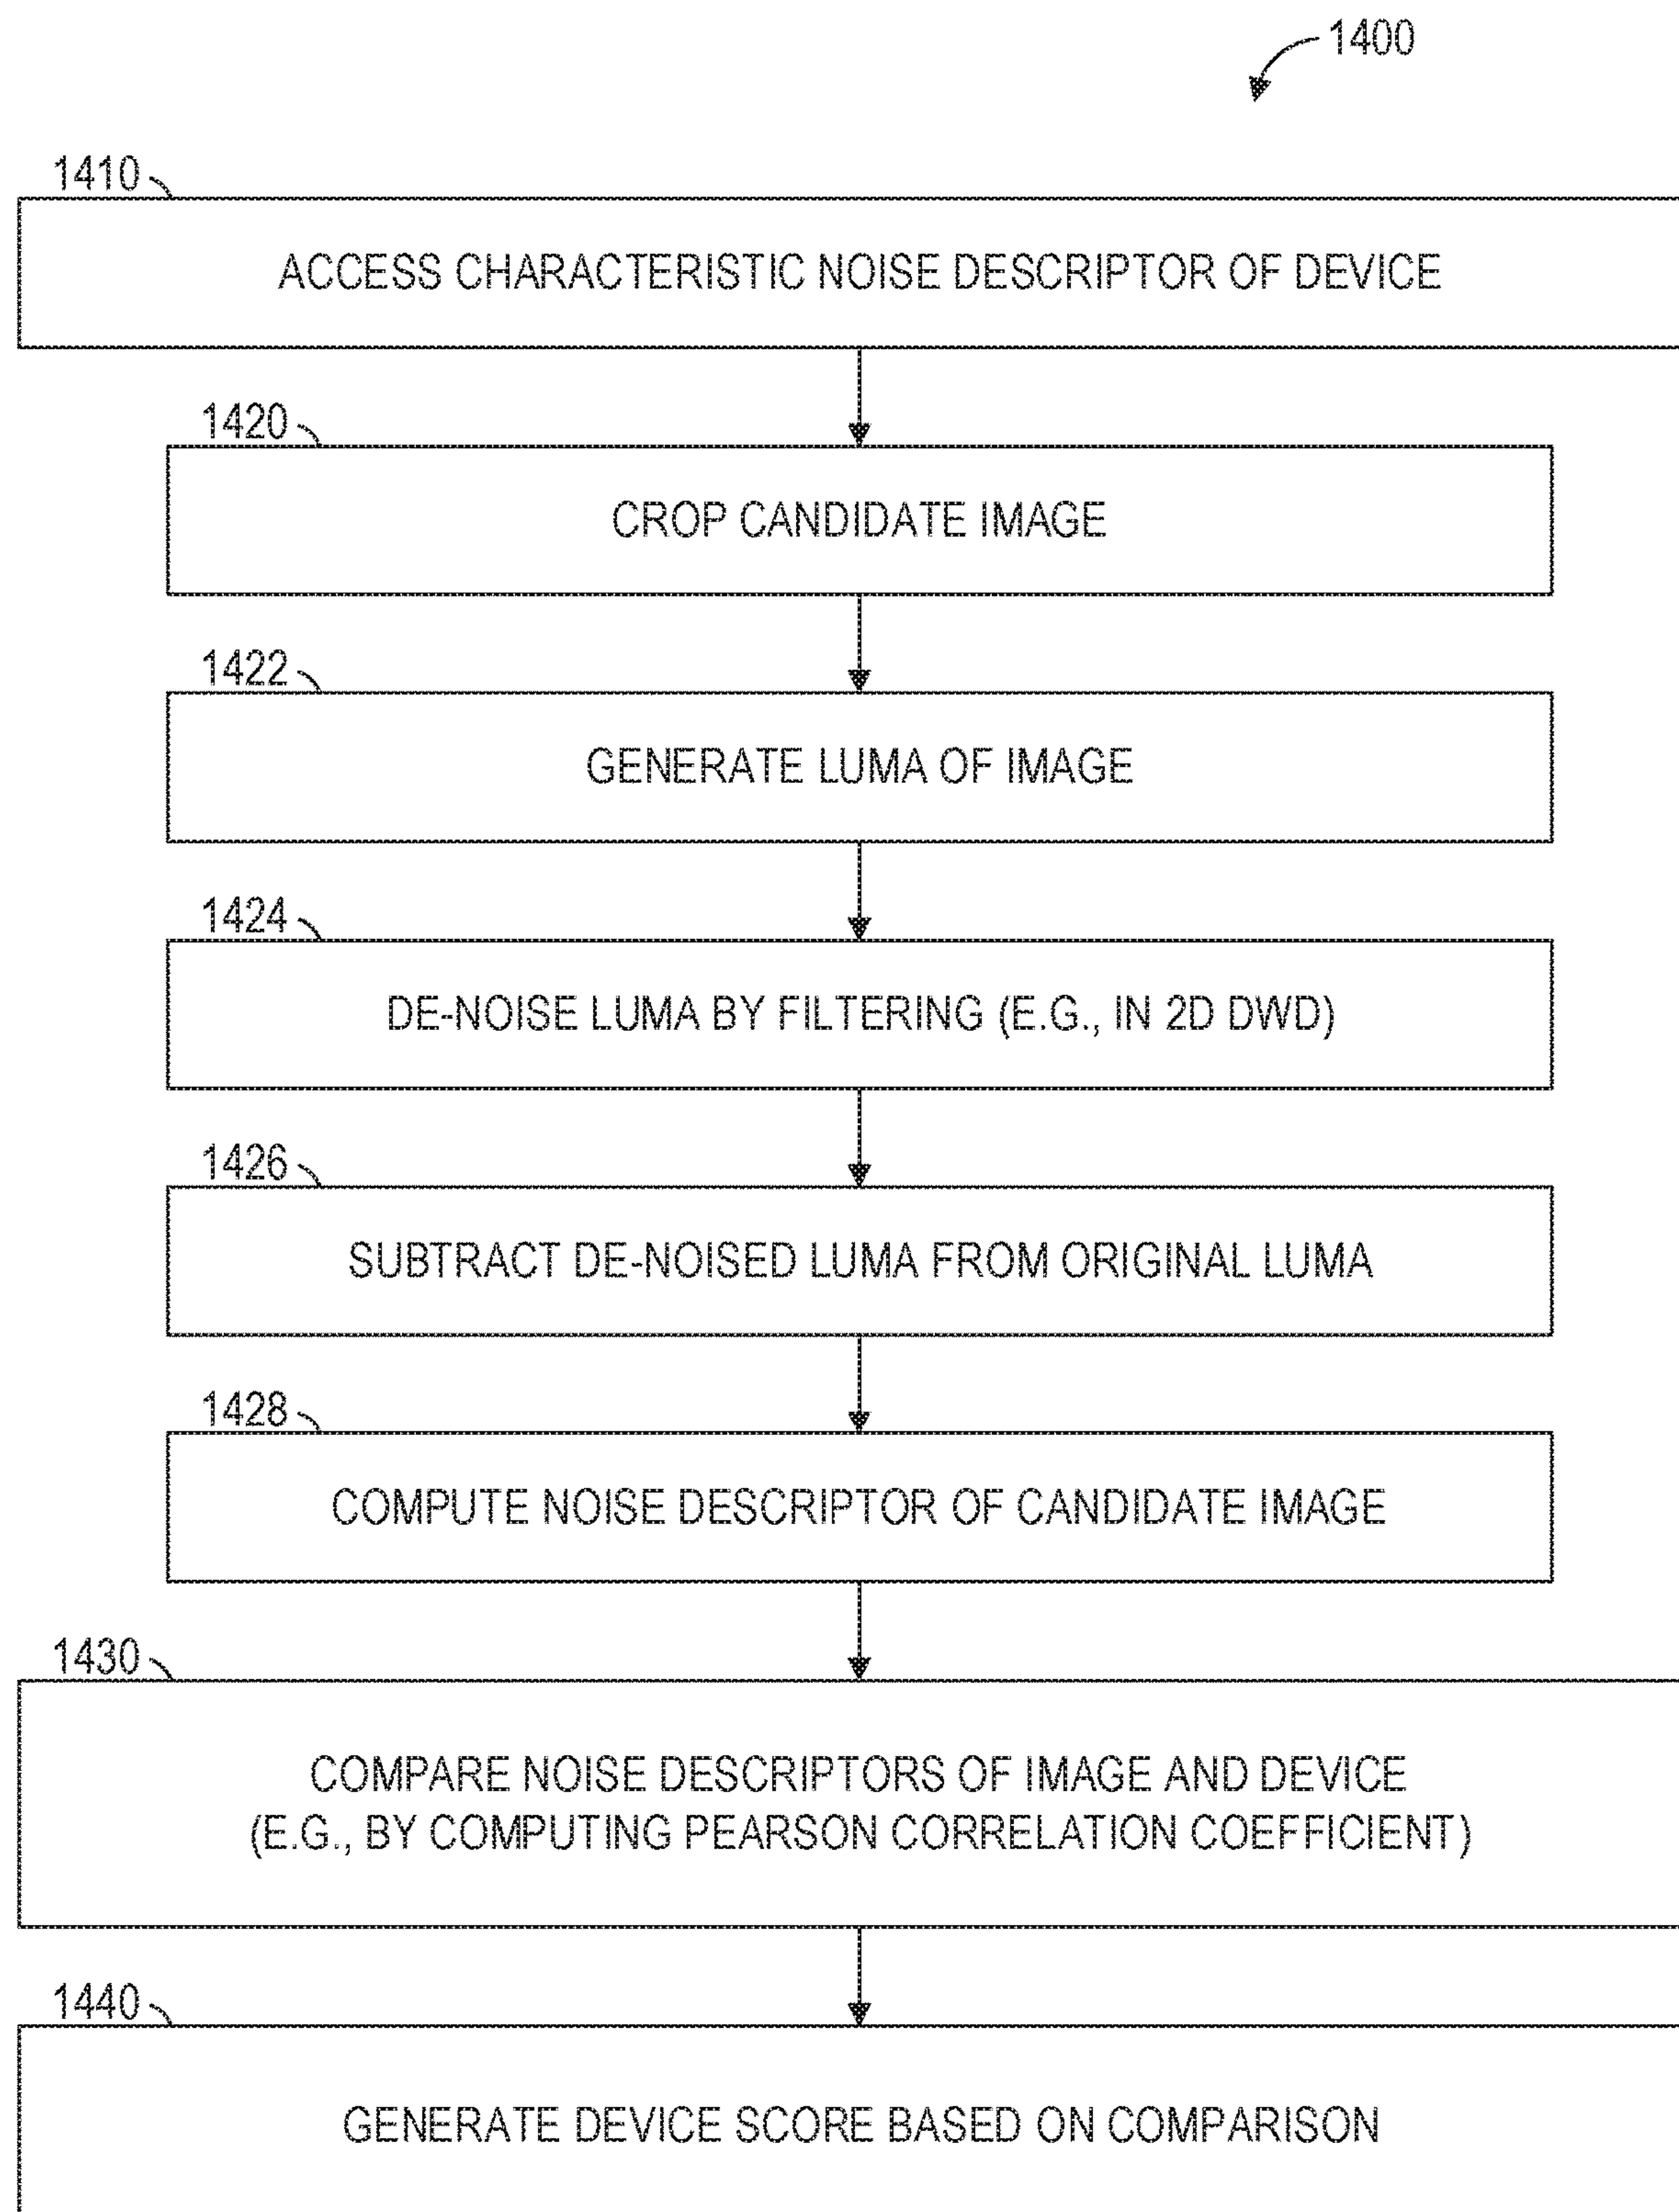 1400
1410
ACCESS CHARACTERISTIC NOISE DESCRIPTOR OF DEVICE
1420
CROP CANDIDATE IMAGE
1422
GENERATE LUMA OF IMAGE
1424
DE-NOISE LUMA BY FILTERING (E.G., IN 2D DWD)
1426
SUBTRACT DE-NOISED LUMA FROM ORIGINAL LUMA
1428
COMPUTE NOISE DESCRIPTOR OF CANDIDATE IMAGE
1430
COMPARE NOISE DESCRIPTORS OF IMAGE AND DEVICE
(E.G., BY COMPUTING PEARSON CORRELATION COEFFICIENT)
1440
GENERATE DEVICE SCORE BASED ON COMPARISON